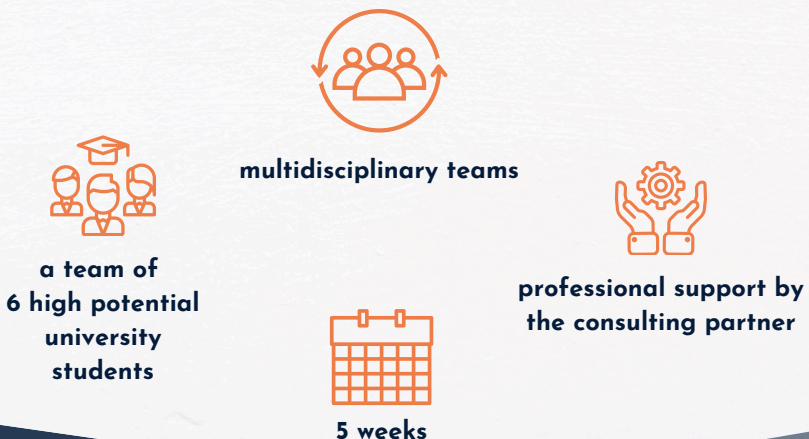 multidisciplinary teams
a team of
6 high potential
university
students
professional support by
the consulting partner
5 weeks